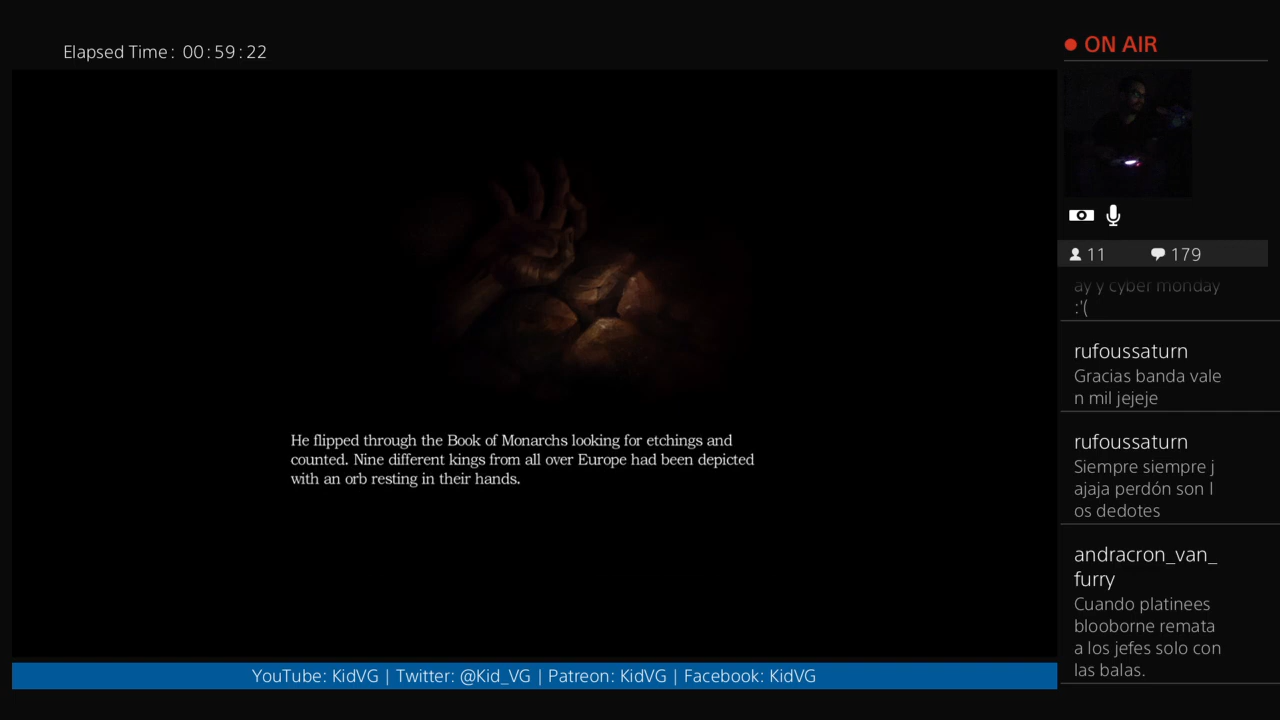 Elapsed Time: 00:59:22
ON AIR
11 179
ay y cyber monday
:'(
rufoussaturn
Gracias banda vale
n mil jejeje
rufoussaturn
Siempre siempre j
ajaja perdón son l
os dedotes
andracron_van_
furry
Cuando platinees
blooborne remata
a los jefes solo con
las balas.
He flipped through the Book of Monarchs looking for etchings and
counted. Nine different kings from all over Europe had been depicted
with an orb resting in their hands.
YouTube: KidVG | Twitter: @Kid_VG | Patreon: KidVG | Facebook: KidVG